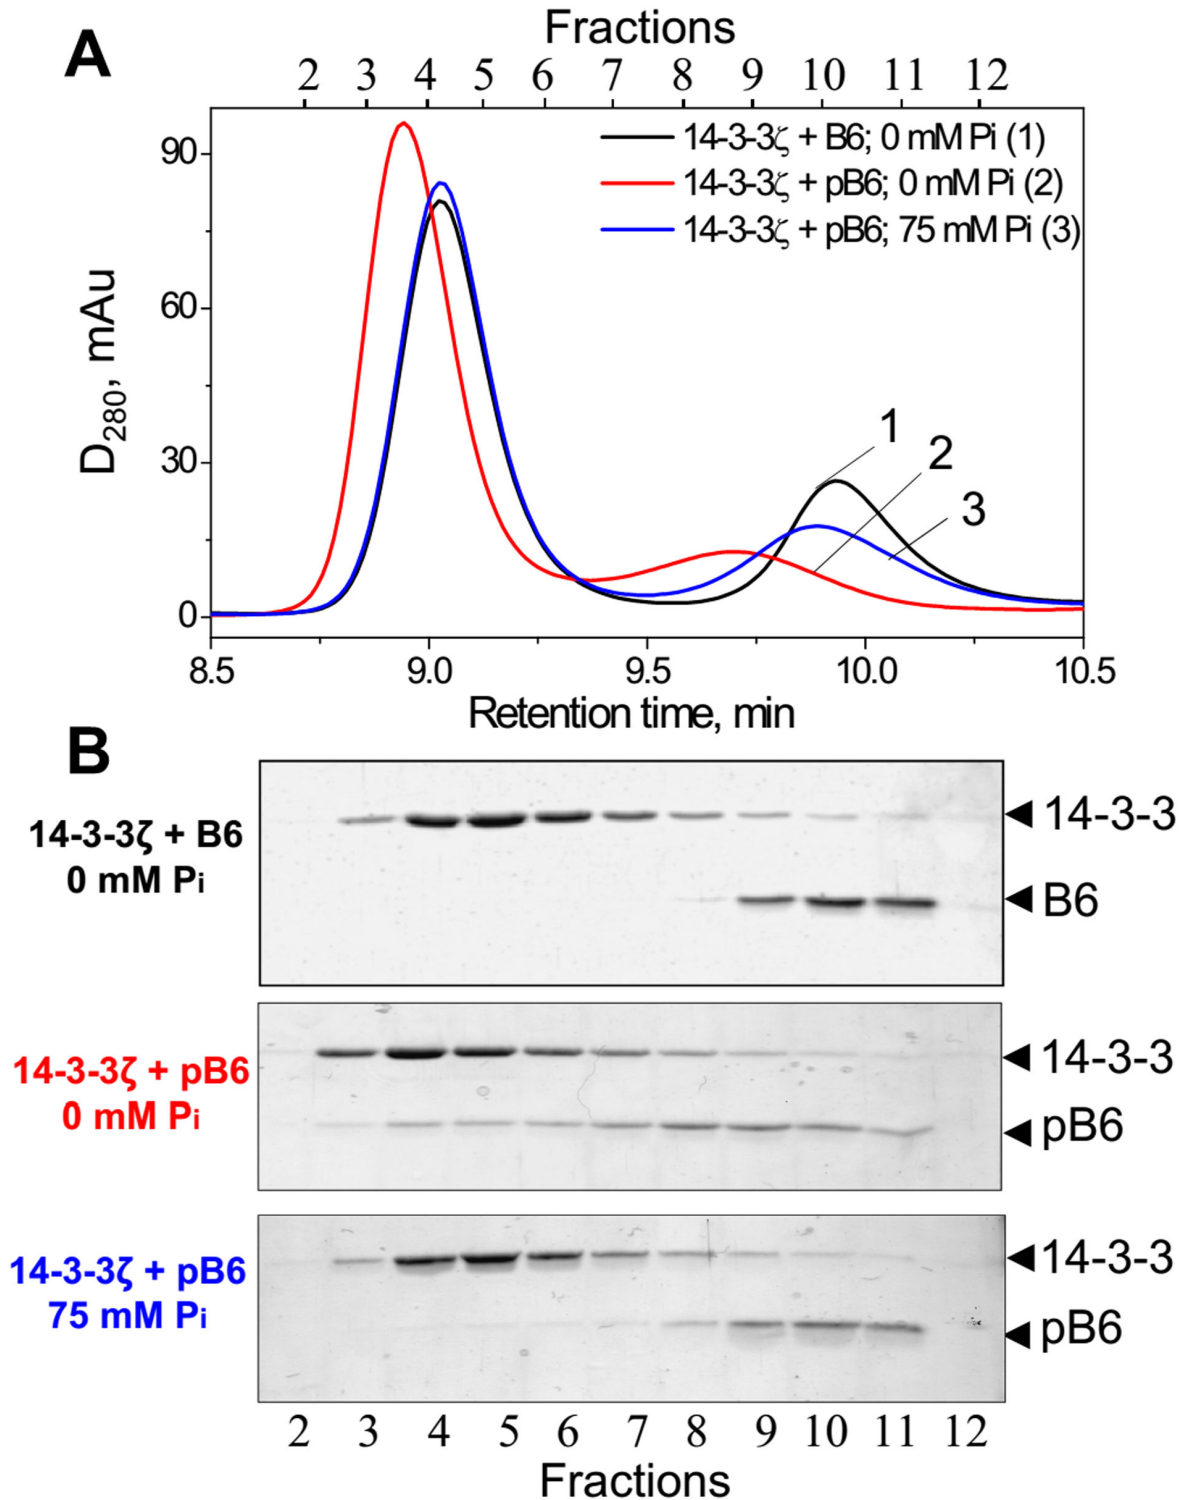 A
Fractions
2 3 4 5 6 7 8 9 10 11 12
14-3-3ζ + B6; 0 mM Pi (1)
14-3-3ζ + pB6; 0 mM Pi (2)
14-3-3ζ + pB6; 75 mM Pi (3)
90
60
30
0
D280, mAu
1
2
3
8.5 9.0 9.5 10.0 10.5
Retention time, min
B
14-3-3ζ + B6
0 mM Pi
14-3-3
B6
14-3-3ζ + pB6
0 mM Pi
14-3-3
pB6
14-3-3ζ + pB6
75 mM Pi
14-3-3
pB6
2 3 4 5 6 7 8 9 10 11 12
Fractions